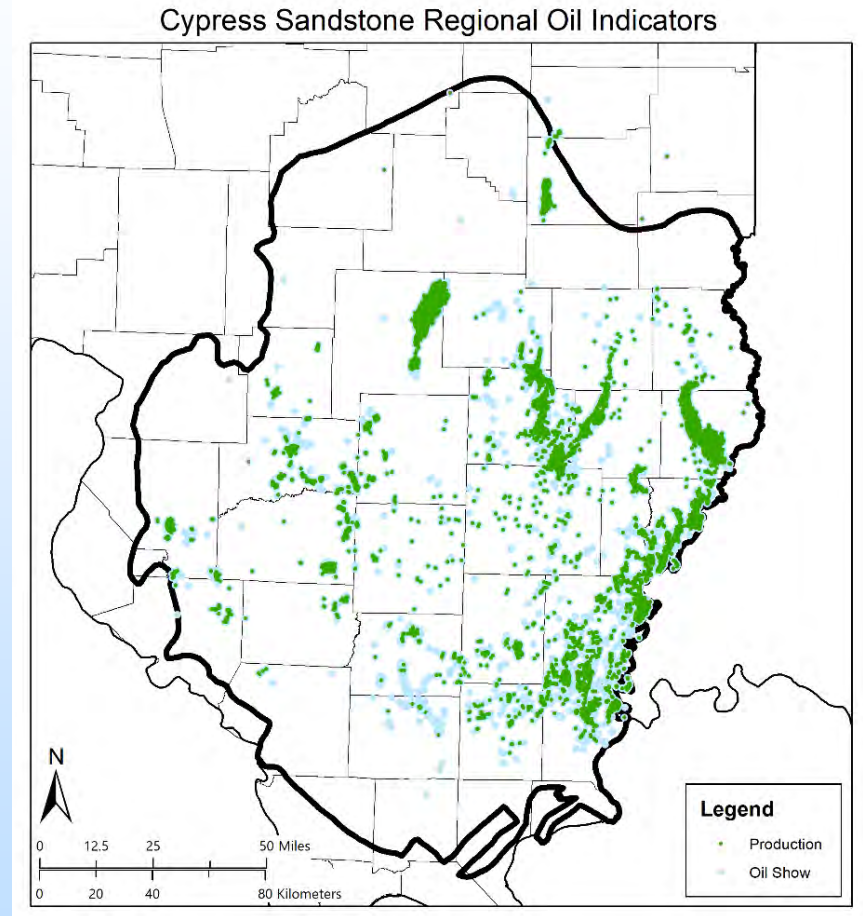 Cypress Sandstone Regional Oil Indicators
N
0 12.5 25 50 Miles
0 20 40 80 Kilometers
Legend
Production
Oil Show